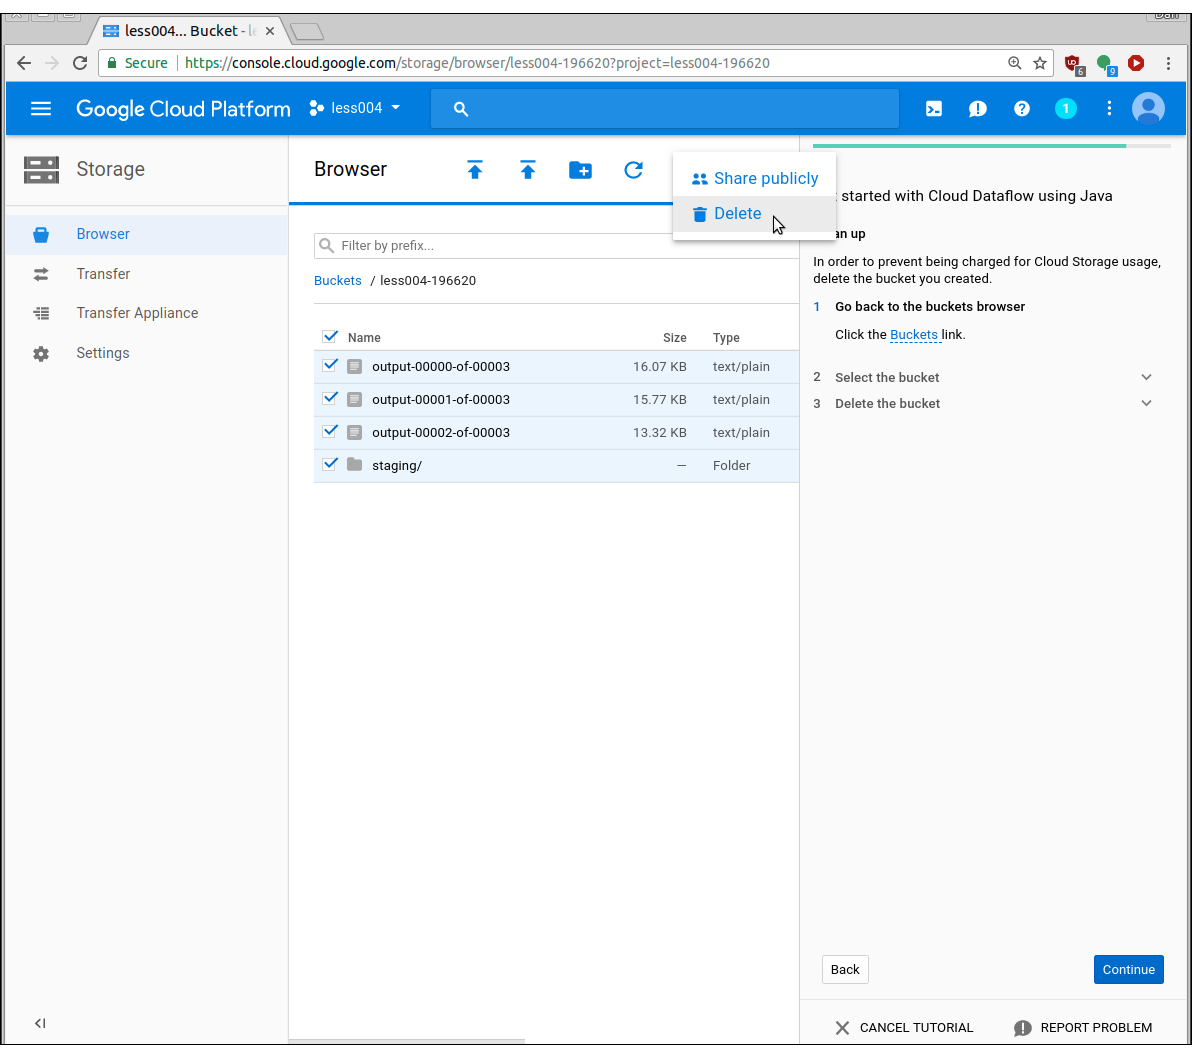 less004... Bucket - le
Secure https://console.cloud.google.com/storage/browser/less004-196620?project=less004-196620
6
9
Google Cloud Platform
less004
1
Storage
Browser
Transfer
Transfer Appliance
Settings
Browser
Share publicly
Delete
Filter by prefix...
Buckets / less004-196620
Name Size Type
output-00000-of-00003 16.07 KB text/plain
output-00001-of-00003 15.77 KB text/plain
output-00002-of-00003 13.32 KB text/plain
staging/ — Folder
t started with Cloud Dataflow using Java
an up
In order to prevent being charged for Cloud Storage usage,
delete the bucket you created.
1 Go back to the buckets browser
Click the Buckets link.
2 Select the bucket
3 Delete the bucket
Back
Continue
CANCEL TUTORIAL
REPORT PROBLEM